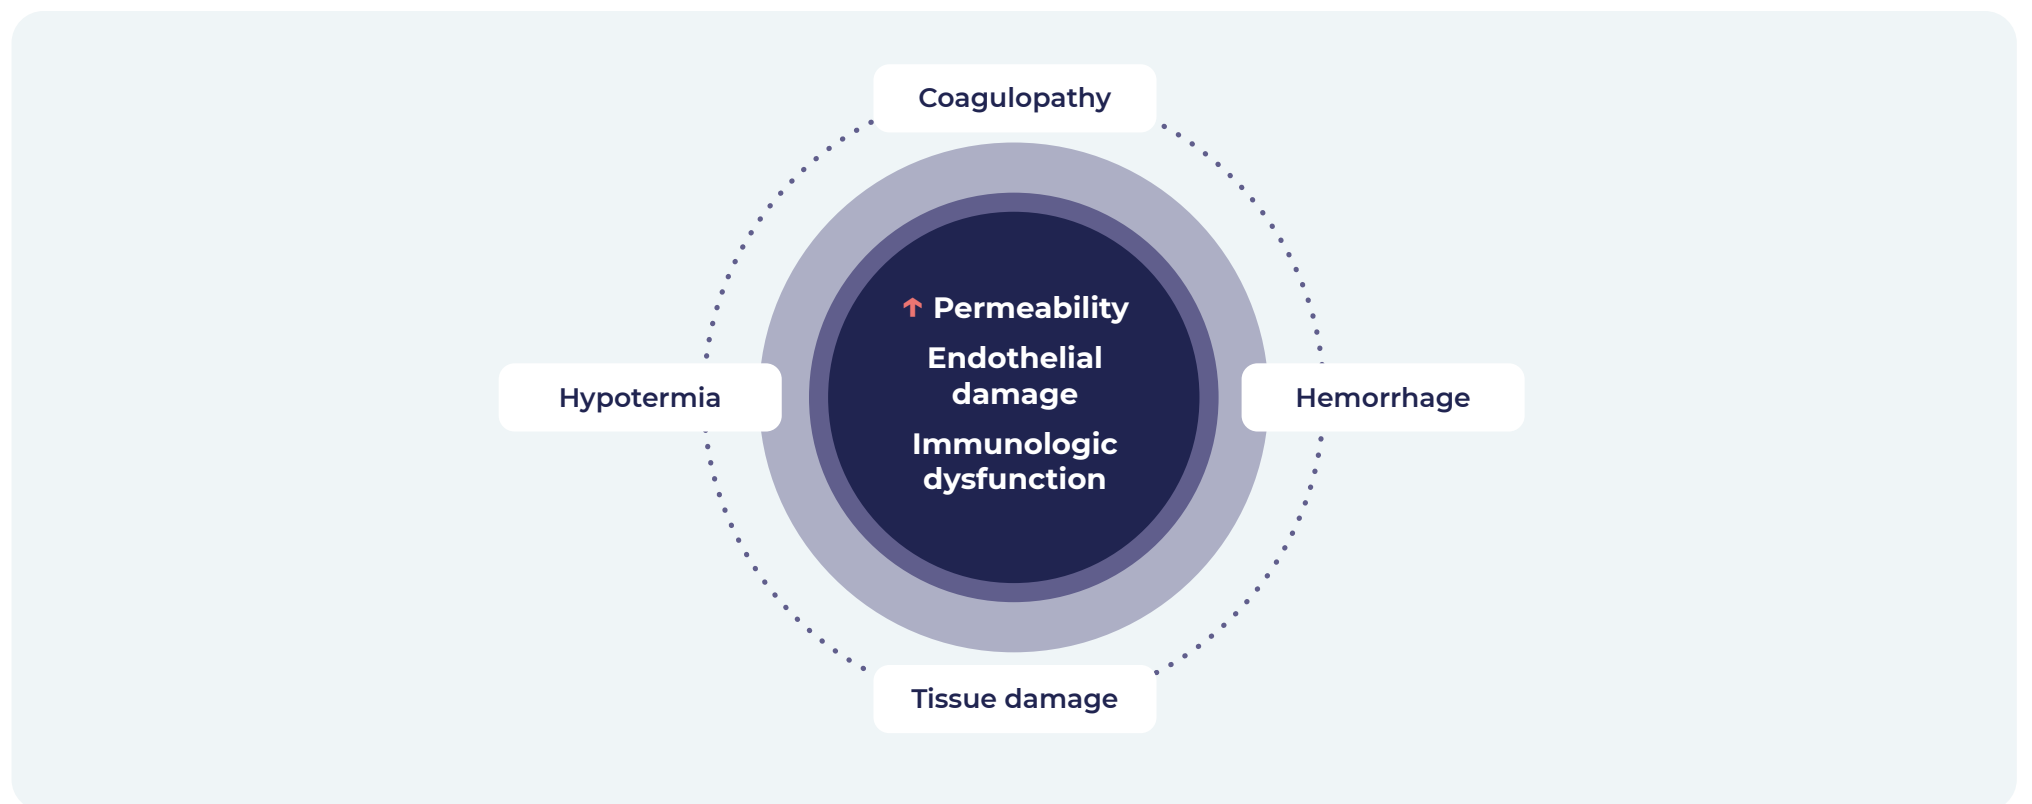 Coagulopathy
↑ Permeability
Endothelial
damage
Hypotermia
Hemorrhage
Immunologic
dysfunction
Tissue damage